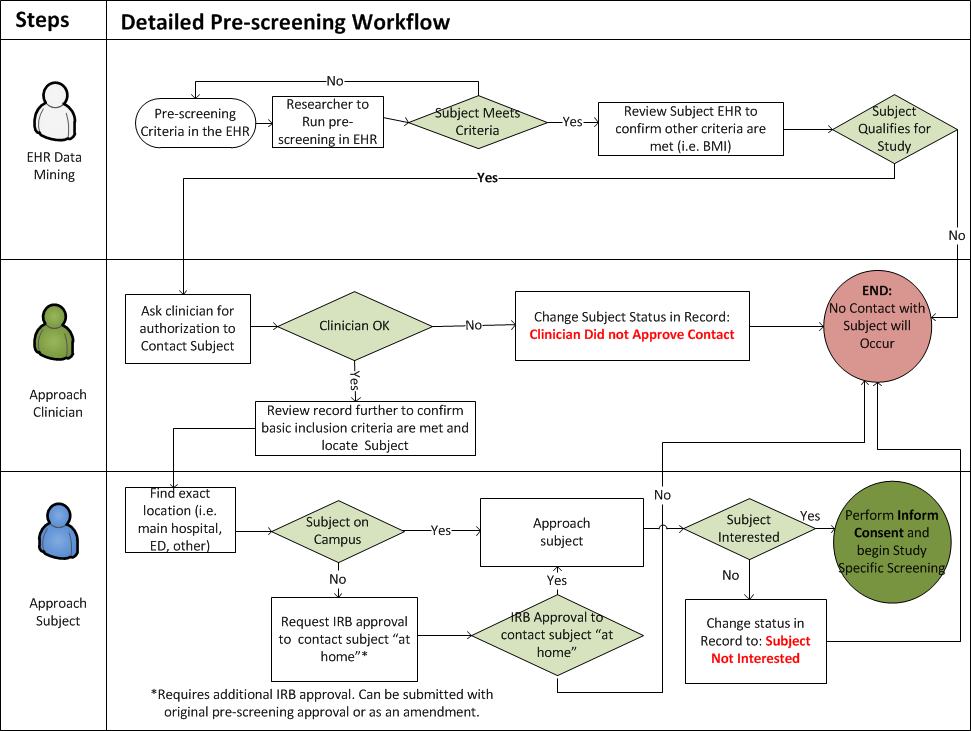 Steps
Detailed Pre-screening Workflow
No
Pre-screening
Criteria in the EHR
Researcher to
Run pre-
screening in EHR
Subject Meets
Criteria
Yes
Review Subject EHR to
confirm other criteria are
met (i.e. BMI)
Subject
Qualifies for
Study
EHR Data
Mining
Yes
No
Ask clinician for
authorization to
Contact Subject
Clinician OK
No
Change Subject Status in Record:
Clinician Did not Approve Contact
END:
No Contact with
Subject will
Occur
Yes
Approach
Clinician
Review record further to confirm
basic inclusion criteria are met and
locate Subject
Find exact
location (i.e.
main hospital,
ED, other)
Subject on
Campus
Yes
Approach
subject
No
Subject
Interested
Yes
Perform Inform
Consent and
begin Study
Specific Screening
No
Yes
No
Approach
Subject
Request IRB approval
to contact subject “at
home”*
IRB Approval to
contact subject “at
home”
Change status in
Record to: Subject
Not Interested
*Requires additional IRB approval. Can be submitted with
original pre-screening approval or as an amendment.